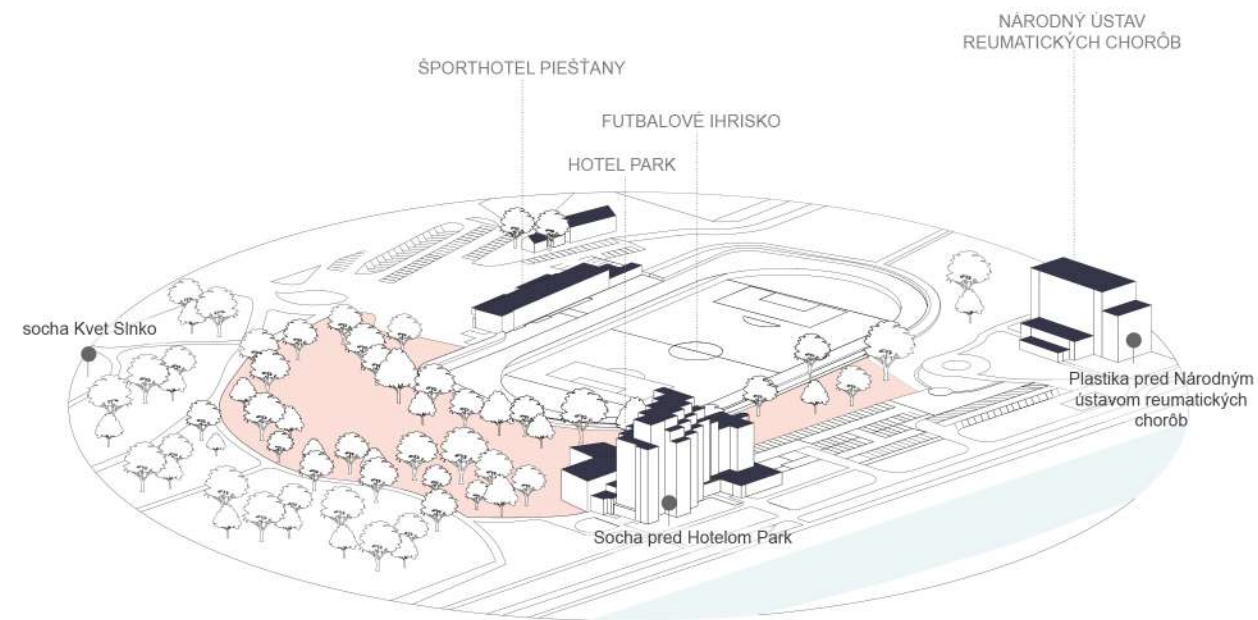 NÁRODNÝ ÚSTAV
REUMATICKÝCH CHORÔB
ŠPORTHOTEL PIEŠŤANY
FUTBALOVÉ IHRISKO
HOTEL PARK
socha Kvet Slnko
Plastika pred Národným
ústavom reumatických
chorôb
Socha pred Hotelom Park